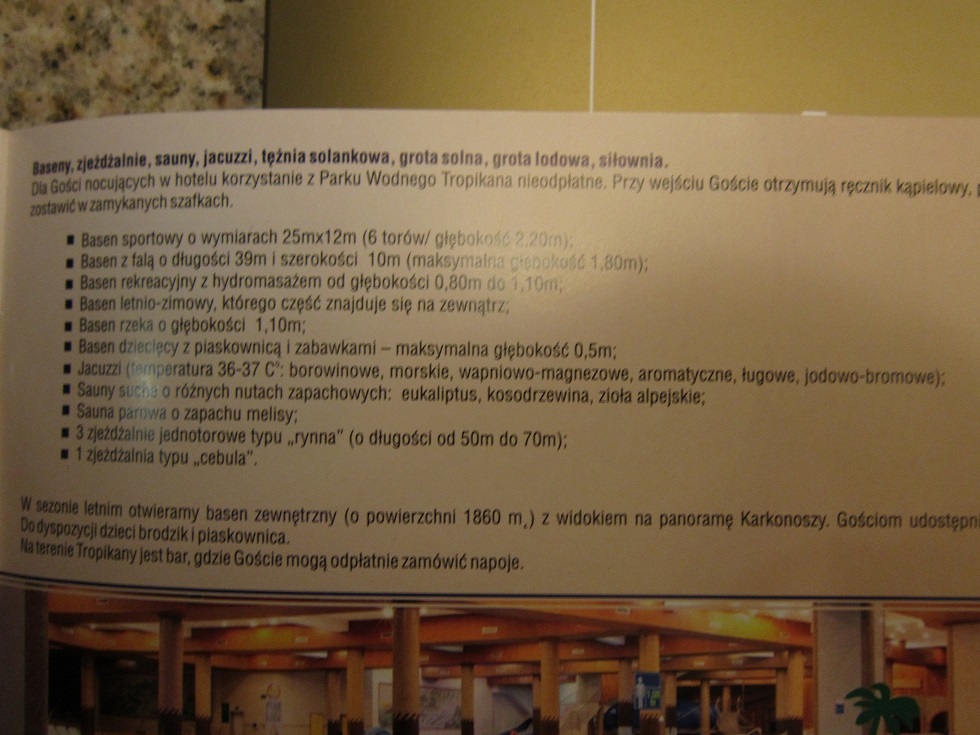 Baseny, zjeżdżalnie, sauny, jacuzzi, tężnia solankowa, grota solna, grota lodowa, siłownia.
Dla Gości nocujących w hotelu korzystanie z Parku Wodnego Tropikana nieodpłatne. Przy wejściu Goście otrzymują ręcznik kąpielowy,
zostawić w zamykanych szafkach.
■ Basen sportowy o wymiarach 25mx12m (6 torów/ głębokość 2,20m);
■ Basen z falą o długości 39m i szerokości 10m (maksymalna głębokość 1,80m);
■ Basen rekreacyjny z hydromasażem od głębokości 0,80m do 1,10m;
■ Basen letnio-zimowy, którego część znajduje się na zewnątrz;
■ Basen rzeka o głębokości 1,10m;
■ Basen dziecięcy z piaskownicą i zabawkami – maksymalna głębokość 0,5m;
■ Jacuzzi (temperatura 36-37 C°: borowinowe, morskie, wapniowo-magnezowe, aromatyczne, ługowe, jodowo-bromowe);
■ Sauny suche o różnych nutach zapachowych: eukaliptus, kosodrzewina, zioła alpejskie;
■ Sauna parowa o zapachu melisy;
■ 3 zjeżdżalnie jednotorowe typu „rynna" (o długości od 50m do 70m);
■ 1 zjeżdżalnia typu „cebula".
W sezonie letnim otwieramy basen zewnętrzny (o powierzchni 1860 m₂) z widokiem na panoramę Karkonoszy. Gościom
Do dyspozycji dzieci brodzik i piaskownica.
Na terenie Tropikany jest bar, gdzie Goście mogą odpłatnie zamówić napoje.